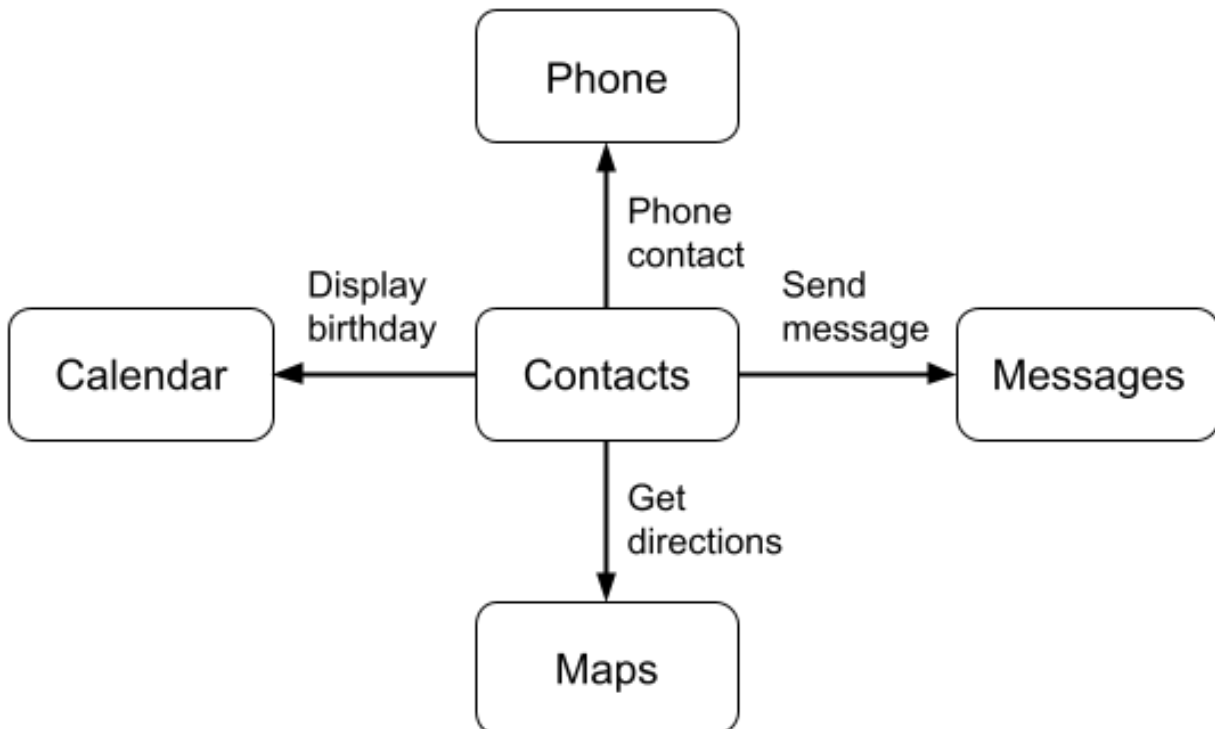 Phone
Phone
contact
Display
birthday
Send
message
Calendar
Contacts
Messages
Get
directions
Maps